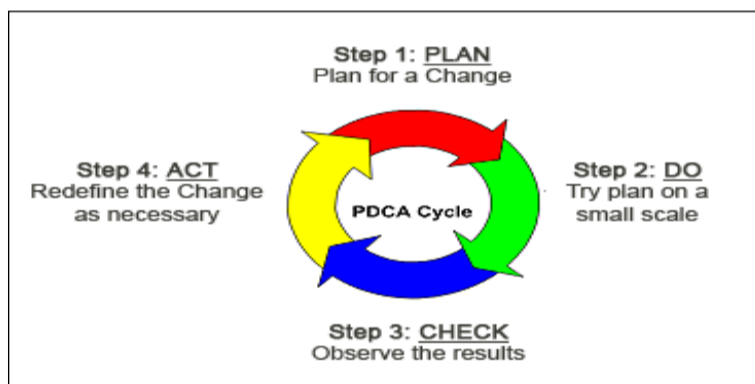 Step 1: PLAN
Plan for a Change
Step 4: ACT
Redefine the Change
as necessary
PDCA Cycle
Step 2: DO
Try plan on a
small scale
Step 3: CHECK
Observe the results